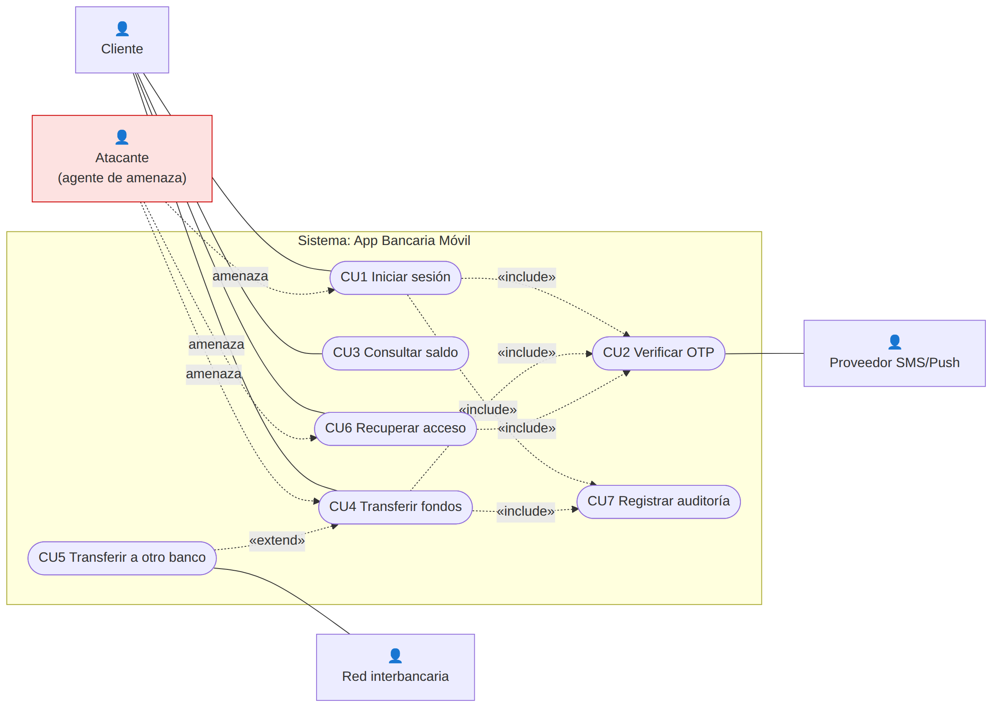 Cliente
Atacante
(agente de amenaza)
Sistema: App Bancaria Móvil
amenaza
CU1 Iniciar sesión
«include»
amenaza
CU3 Consultar saldo
«include»
CU2 Verificar OTP
Proveedor SMS/Push
amenaza
«include»
CU6 Recuperar acceso
«include»
CU4 Transferir fondos
«include»
CU7 Registrar auditoría
«extend»
CU5 Transferir a otro banco
Red interbancaria